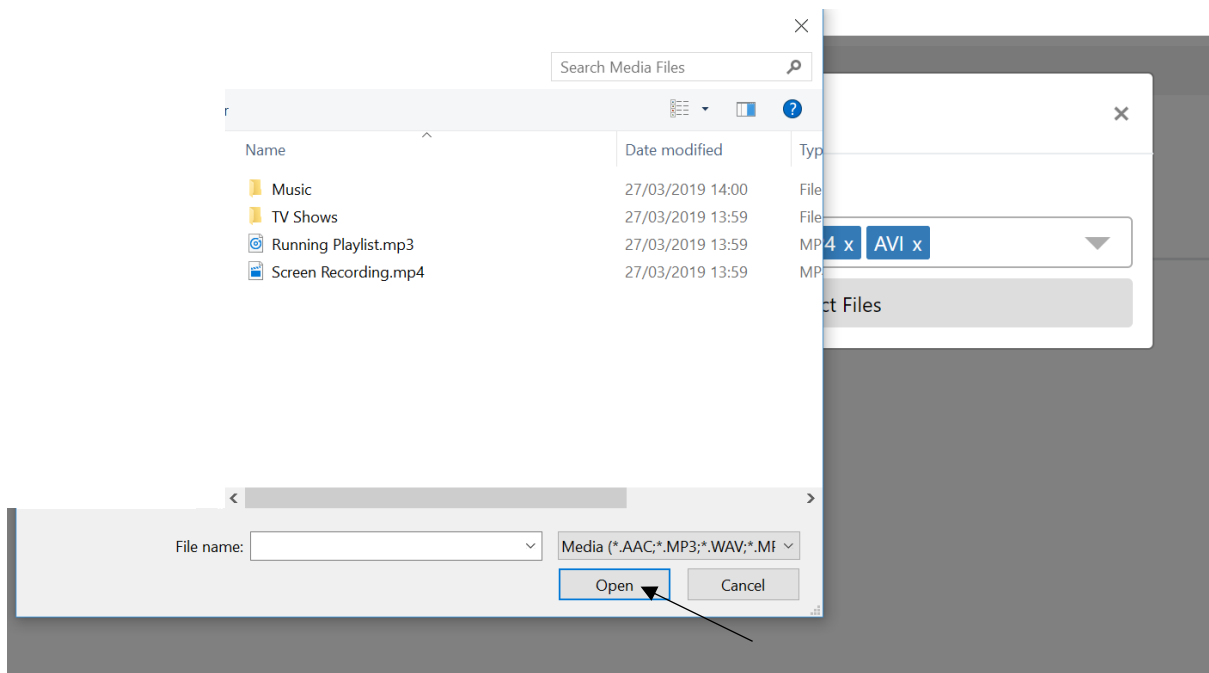 Search Media Files
r
Name Date modified Typ
Music 27/03/2019 14:00 File
TV Shows 27/03/2019 13:59 File
Running Playlist.mp3 27/03/2019 13:59 MP
Screen Recording.mp4 27/03/2019 13:59 MP
File name: Media (*.AAC;*.MP3;*.WAV;*.MF
Open Cancel
4 x AVI x
ct Files